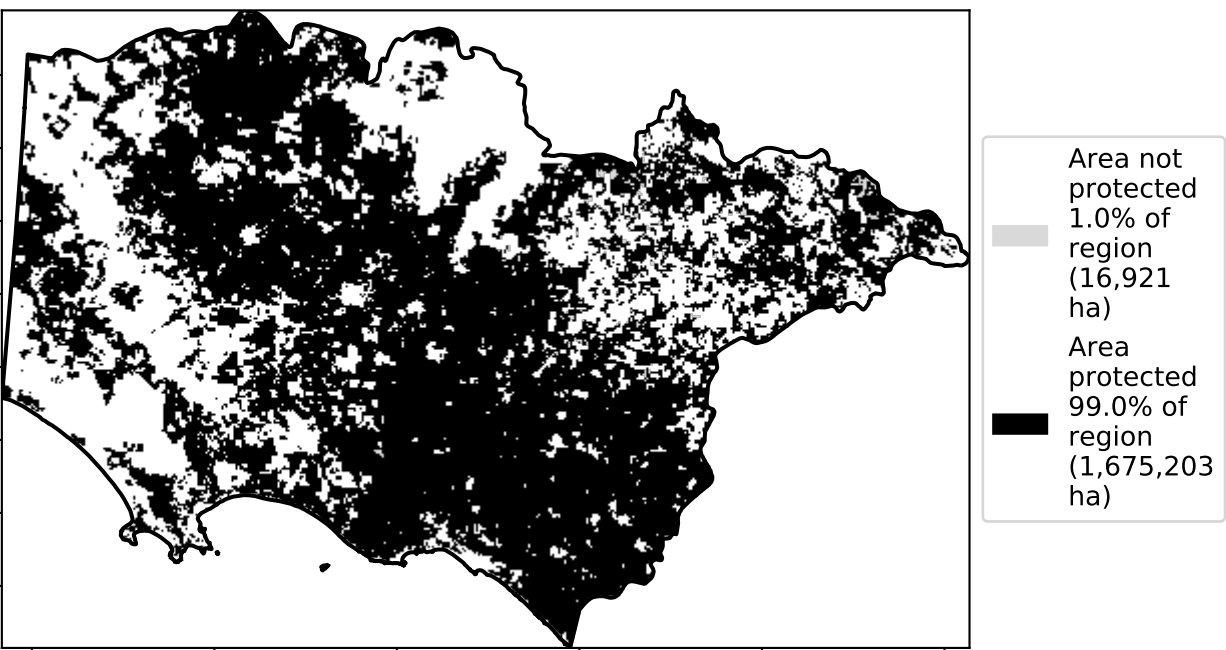 Area not
protected
1.0% of
region
(16,921
ha)
Area
protected
99.0% of
region
(1,675,203
ha)